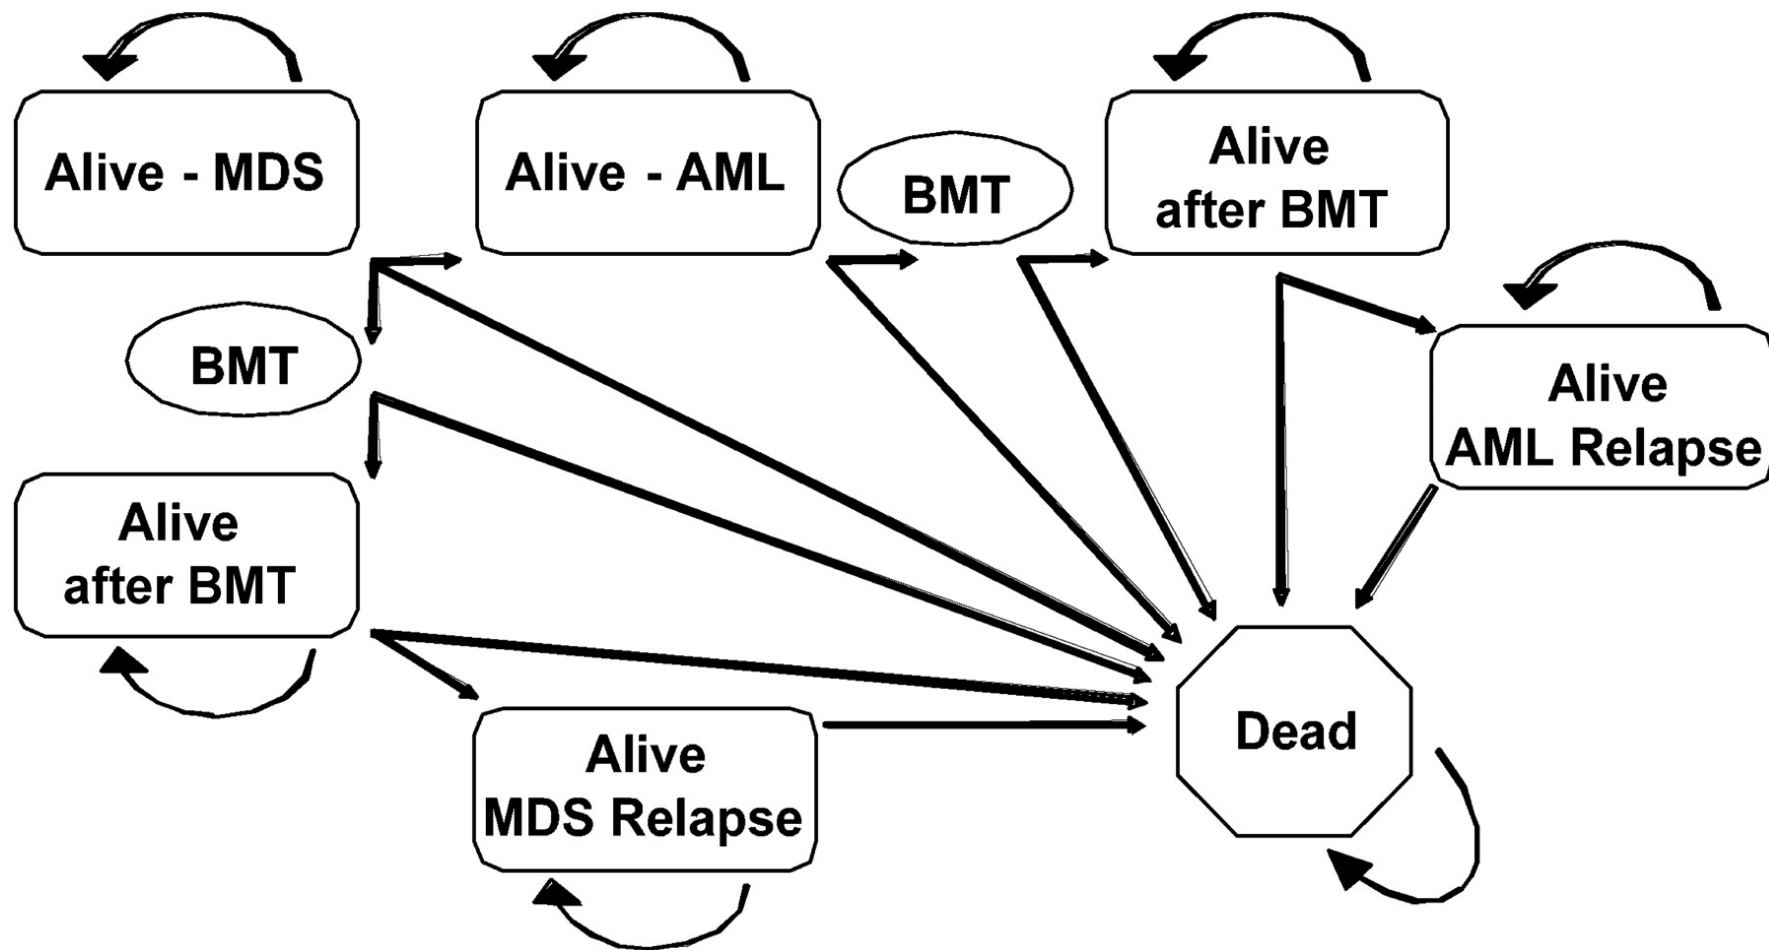 Alive - MDS
Alive - AML
BMT
Alive
after BMT
BMT
Alive
AML Relapse
Alive
after BMT
Alive
MDS Relapse
Dead